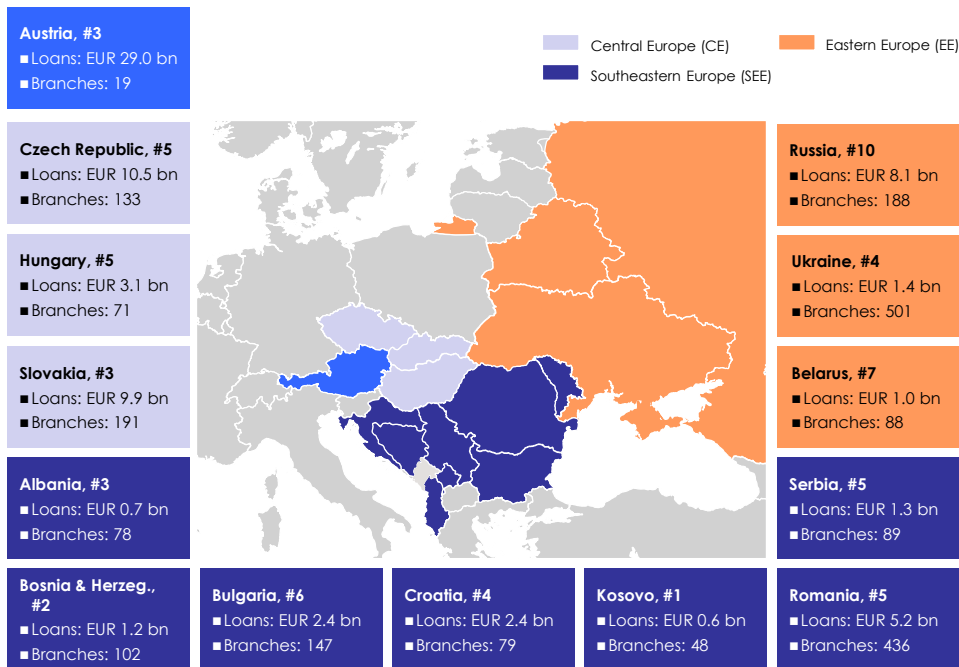 Austria, #3
■Loans: EUR 29.0 bn
■Branches: 19
Central Europe (CE)
Eastern Europe (EE)
Southeastern Europe (SEE)
Czech Republic, #5
■Loans: EUR 10.5 bn
■Branches: 133
Hungary, #5
■Loans: EUR 3.1 bn
■Branches: 71
Slovakia, #3
■Loans: EUR 9.9 bn
■Branches: 191
Albania, #3
■Loans: EUR 0.7 bn
■Branches: 78
Bosnia & Herzeg.,
#2
■Loans: EUR 1.2 bn
■Branches: 102
Bulgaria, #6
■Loans: EUR 2.4 bn
■Branches: 147
Croatia, #4
■Loans: EUR 2.4 bn
■Branches: 79
Kosovo, #1
■Loans: EUR 0.6 bn
■Branches: 48
Russia, #10
■Loans: EUR 8.1 bn
■Branches: 188
Ukraine, #4
■Loans: EUR 1.4 bn
■Branches: 501
Belarus, #7
■Loans: EUR 1.0 bn
■Branches: 88
Serbia, #5
■Loans: EUR 1.3 bn
■Branches: 89
Romania, #5
■Loans: EUR 5.2 bn
■Branches: 436